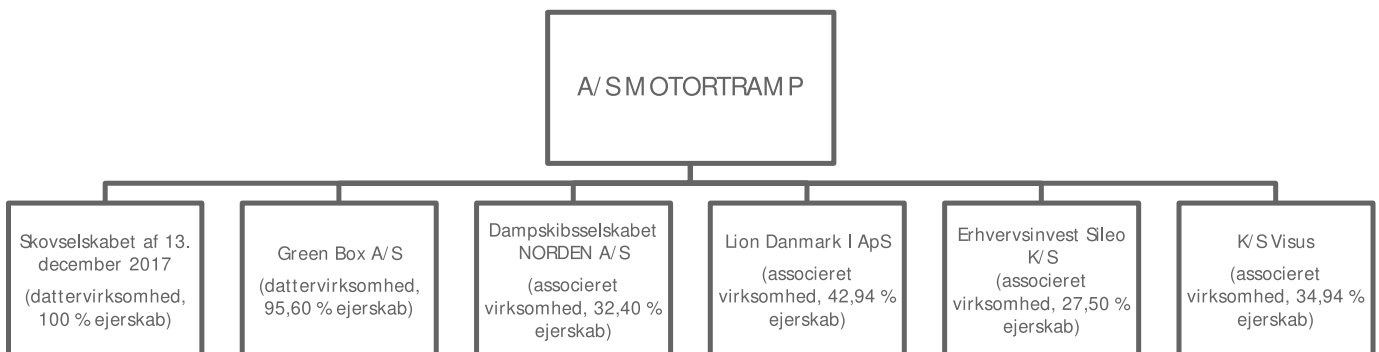 A/S MOTORTRAMP
Skovselskabet af 13.
december 2017
(dattervirksomhed,
100 % ejerskab)
Green Box A/S
(dattervirksomhed,
95,60 % ejerskab)
Dampskibsselskabet
NORDEN A/S
(associeret
virksomhed, 32,40 %
ejerskab)
Lion Danmark I ApS
(associeret
virksomhed, 42,94 %
ejerskab)
Erhvervsinvest Sileo
K/S
(associeret
virksomhed, 27,50 %
ejerskab)
K/S Visus
(associeret
virksomhed, 34,94 %
ejerskab)